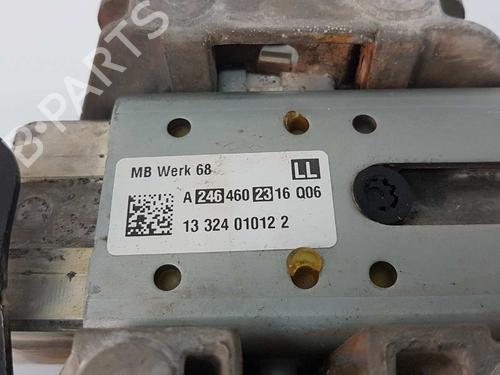 B-PARTS
MB Werk 68
LL
A 246 460 23 16 Q06
13 324 01012 2